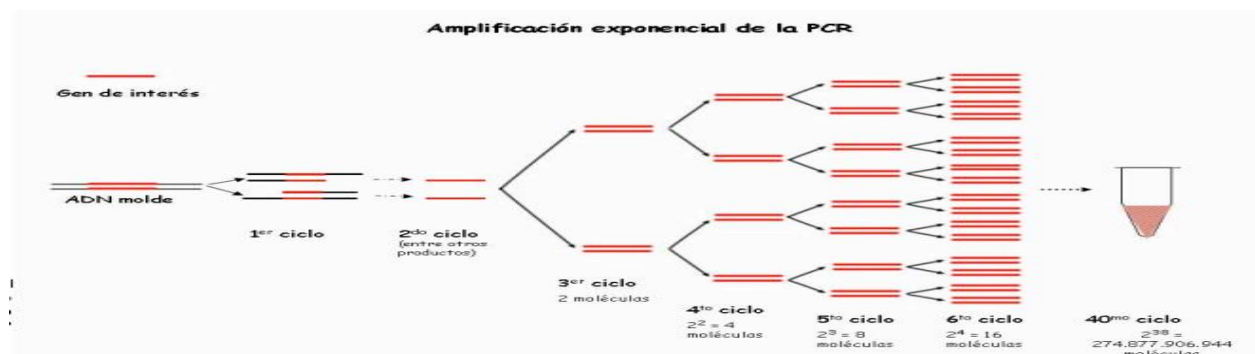 Amplificación exponencial de la PCR
Gen de interés
ADN molde
1er ciclo
2do ciclo
(entre otros
productos)
3er ciclo
2 moléculas
4to ciclo
2² = 4
moléculas
5to ciclo
2³ = 8
moléculas
6to ciclo
2⁴ = 16
moléculas
40mo ciclo
2³⁸ =
274.877.906.944
moléculas